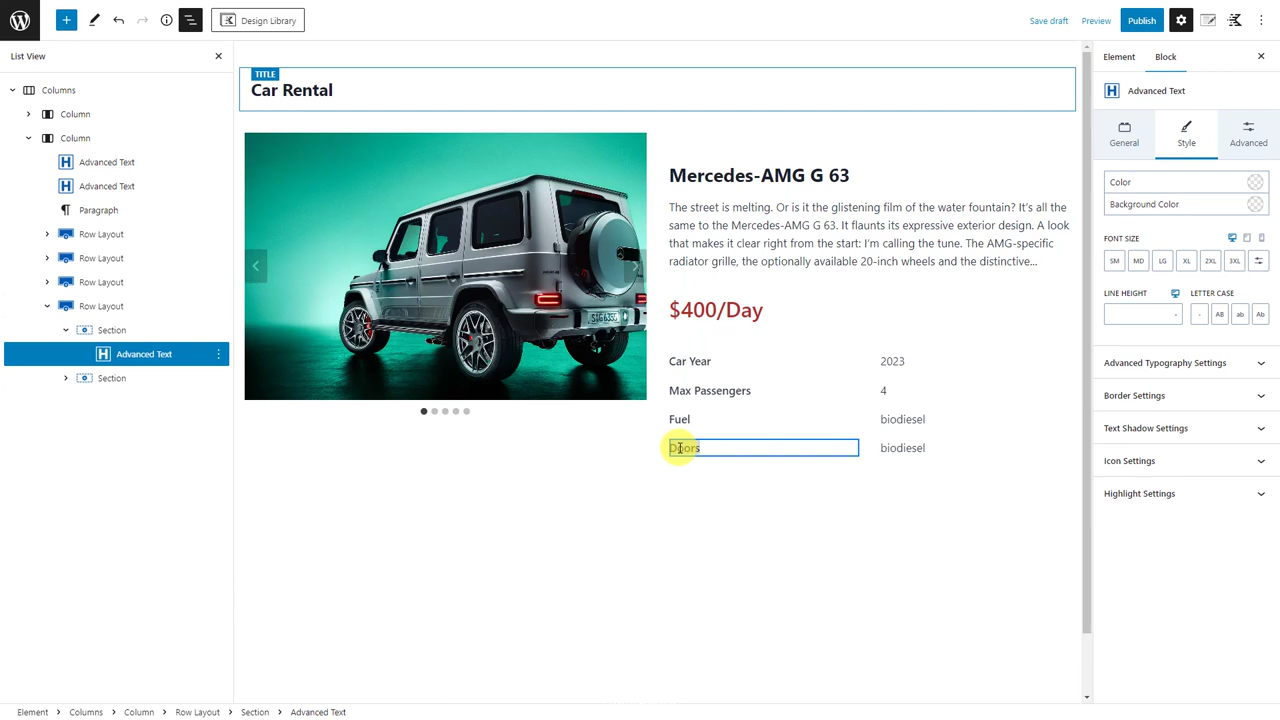 Design Library
Save draft
Preview
Publish
List View
Columns
Column
Column
Advanced Text
Advanced Text
Paragraph
Row Layout
Row Layout
Row Layout
Row Layout
Section
Advanced Text
Section
TITLE
Car Rental
Mercedes-AMG G 63
The street is melting. Or is it the glistening film of the water fountain? It's all the
same to the Mercedes-AMG G 63. It flaunts its expressive exterior design. A look
that makes it clear right from the start: I'm calling the tune. The AMG-specific
radiator grille, the optionally available 20-inch wheels and the distinctive...
$400/Day
Car Year 2023
Max Passengers 4
Fuel biodiesel
Doors biodiesel
Element Block
Advanced Text
General Style Advanced
Color
Background Color
FONT SIZE
SM MD LG XL 2XL 3XL
LINE HEIGHT LETTER CASE
- - AB ab Ab
Advanced Typography Settings
Border Settings
Text Shadow Settings
Icon Settings
Highlight Settings
Element Columns Column Row Layout Section Advanced Text